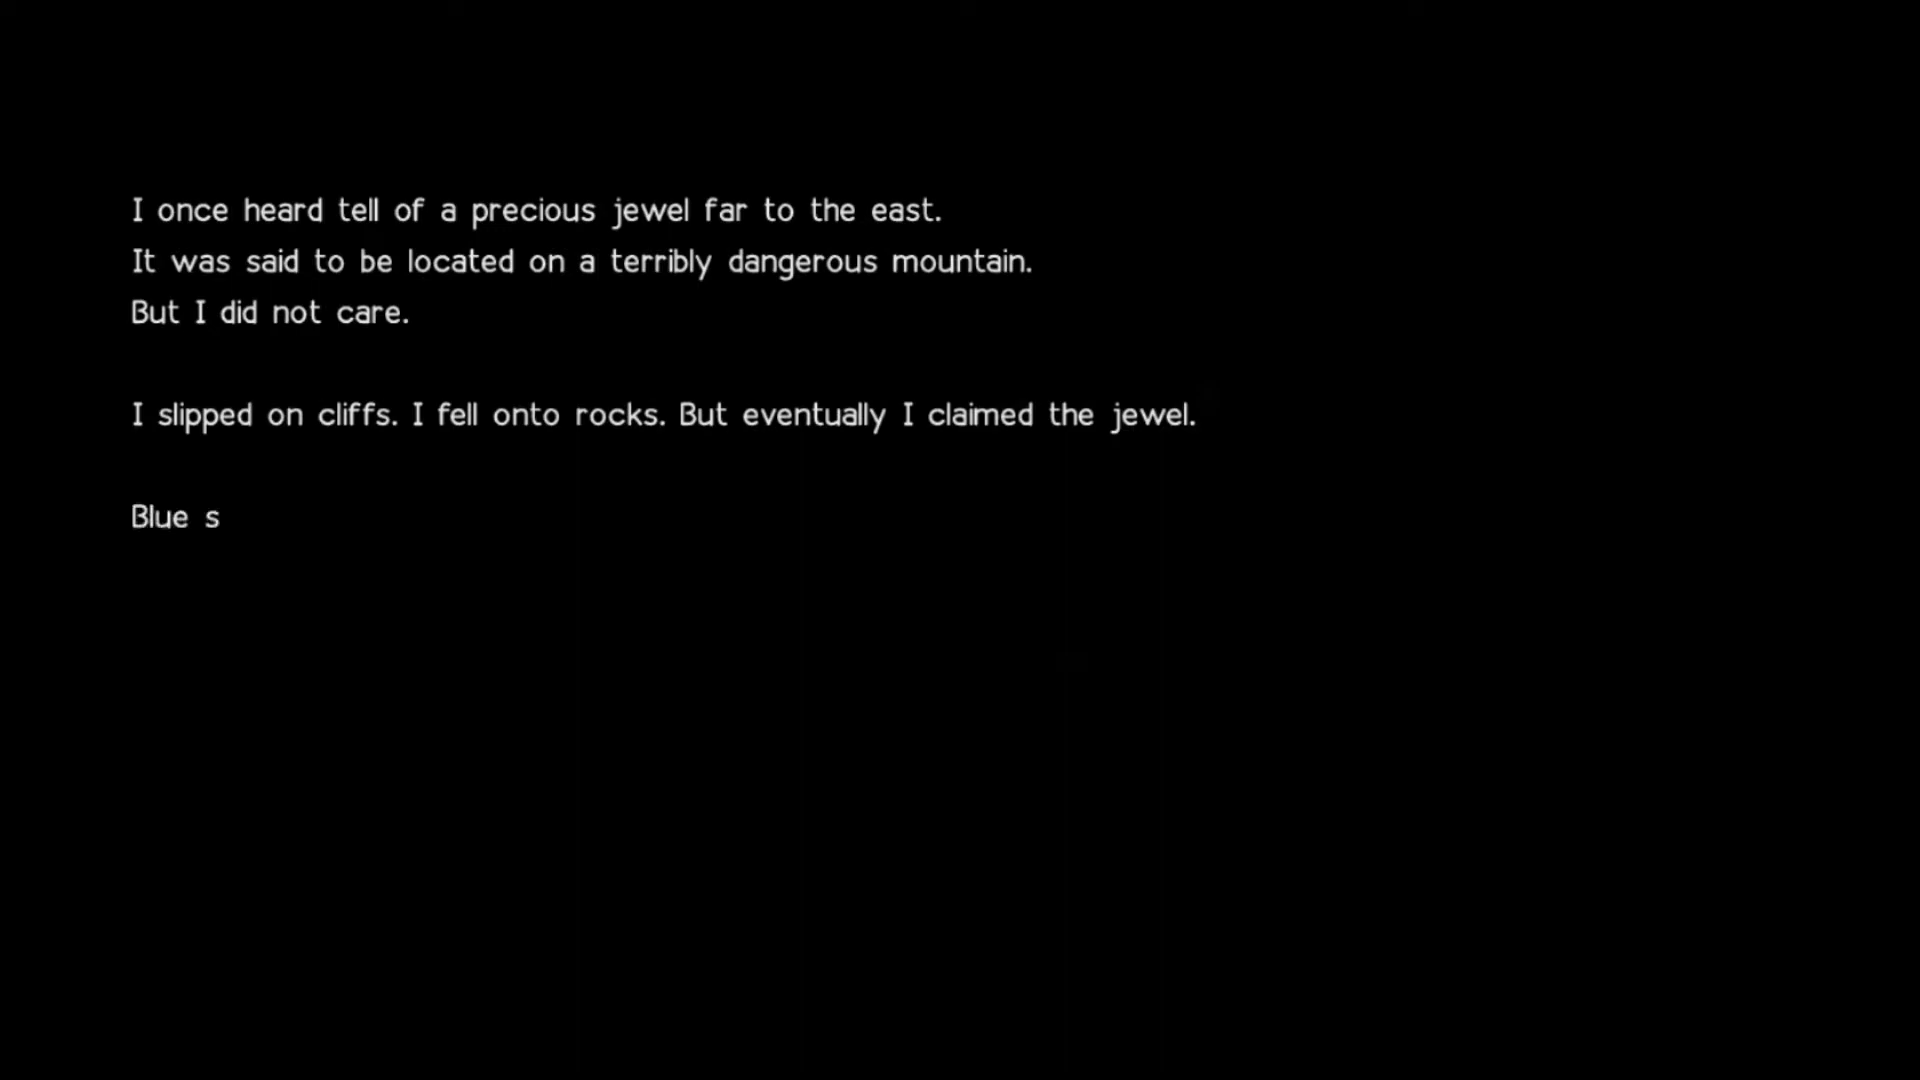 I once heard tell of a precious jewel far to the east.
It was said to be located on a terribly dangerous mountain.
But I did not care.
I slipped on cliffs. I fell onto rocks. But eventually I claimed the jewel.
Blue s